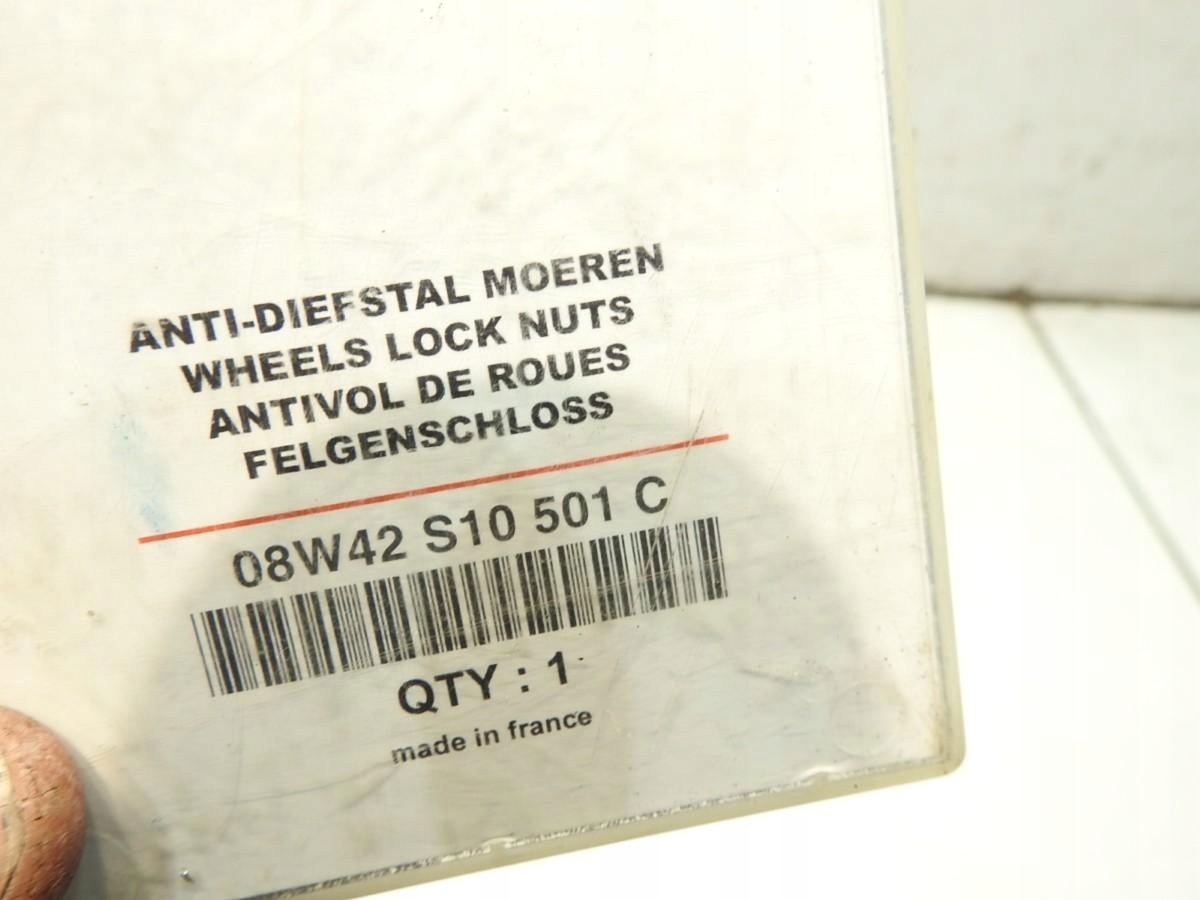 ANTI-DIEFSTAL MOEREN
WHEELS LOCK NUTS
ANTIVOL DE ROUES
FELGENSCHLOSS
08W42 S10 501 C
QTY : 1
made in france